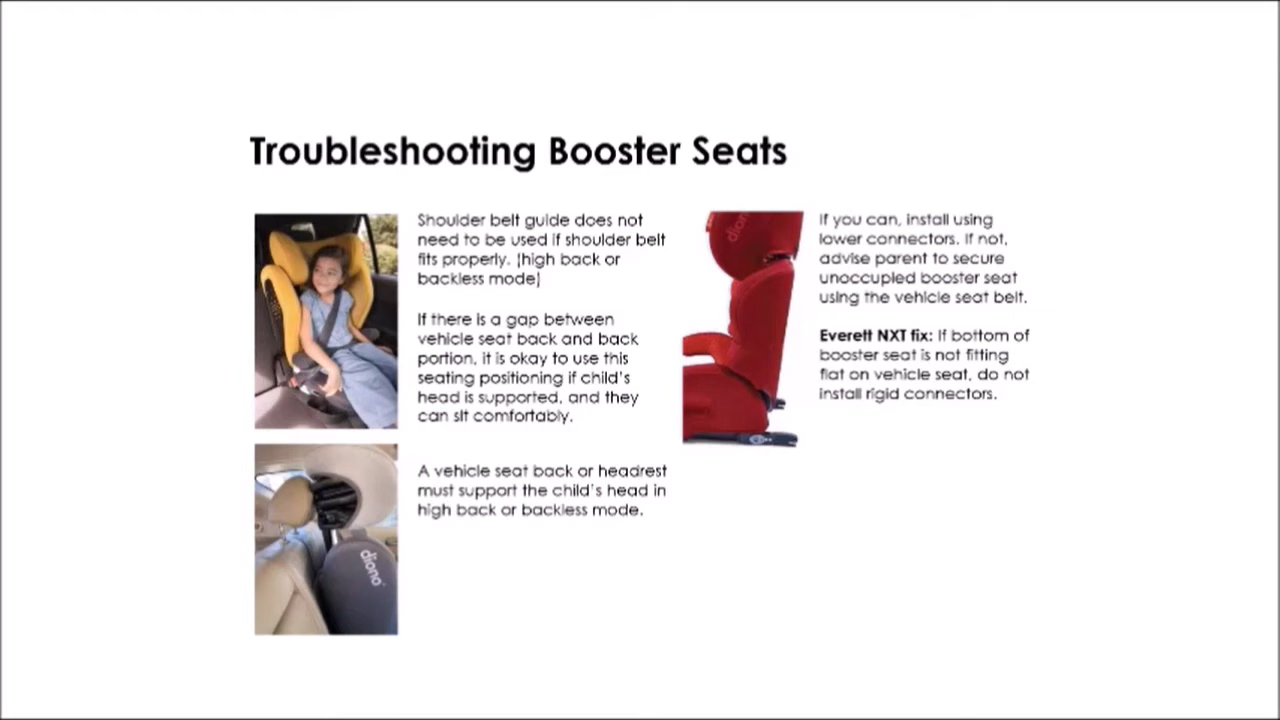 Troubleshooting Booster Seats
Shoulder belt guide does not
need to be used if shoulder belt
fits properly. (high back or
backless mode)
If there is a gap between
vehicle seat back and back
portion, it is okay to use this
seating positioning if child's
head is supported, and they
can sit comfortably.
A vehicle seat back or headrest
must support the child's head in
high back or backless mode.
diono
diono
If you can, install using
lower connectors. If not,
advise parent to secure
unoccupied booster seat
using the vehicle seat belt.
Everett NXT fix: If bottom of
booster seat is not fitting
flat on vehicle seat, do not
install rigid connectors.